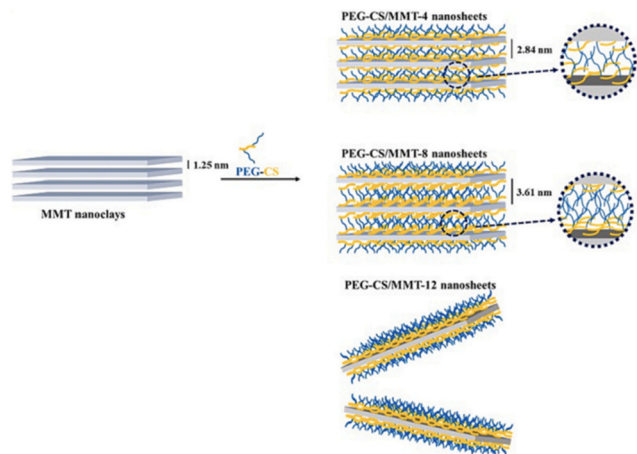 PEG-CS/MMT-4 nanosheets
2.84 nm
1.25 nm
PEG-CS
MMT nanoclays
PEG-CS/MMT-8 nanosheets
3.61 nm
PEG-CS/MMT-12 nanosheets